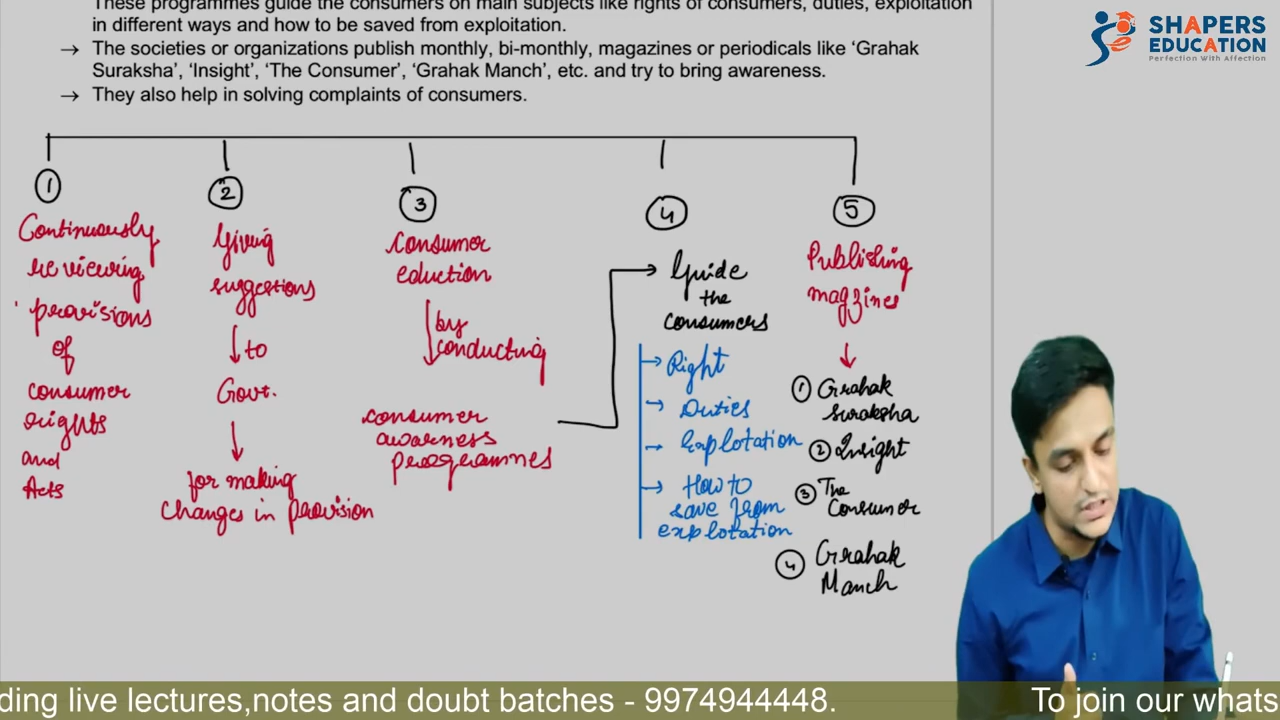 These programmes guide the consumers on main subjects like rights of consumers, duties, exploitation
in different ways and how to be saved from exploitation.
→ The societies or organizations publish monthly, bi-monthly, magazines or periodicals like ‘Grahak
Suraksha’, ‘Insight’, ‘The Consumer’, ‘Grahak Manch’, etc. and try to bring awareness.
→ They also help in solving complaints of consumers.
SHAPERS
EDUCATION
Perfection With Affection
1
Continuously
reviewing
provisions
of
consumer
rights
and
Acts
2
Giving
suggestions
to
Govt.
for making
changes in provision
3
Consumer
eduction
by
conducting
consumer
awarness
programmes
4
Guide
the
consumers
Right
Duties
Explotation
How to
save from
explotation
5
Publishing
magzines
1 Grahak
Suraksha
2 Insight
3 The
Consumer
4 Grahak
Manch
ding live lectures,notes and doubt batches - 9974944448.
To join our whats